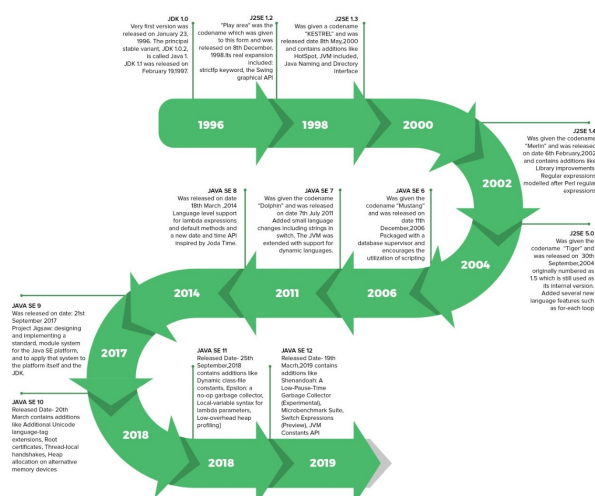 JDK 1.0
Very first version was
released on January 23,
1996. The principal
stable variant, JDK 1.0.2,
is called Java 1.
JDK 1.1 was released on
February 19,1997.
J2SE 1.2
"Play area" was the
codename which was given
to this form and was
released on 8th December,
1998.Its real expansion
included:
strictfp keyword, the Swing
graphical API
J2SE 1.3
Was given a codename
"KESTREL" and was
released date 8th May,2000
and contains additions like
HotSpot, JVM included,
Java Naming and Directory
Interface
1996
1998
2000
J2SE 1.4
Was given the codename
"Merlin" and was released
on date 6th February,2002
and contains additions like
Library improvements
Regular expressions
modelled after Perl regular
expressions
2002
J2SE 5.0
Was given the
codename "Tiger" and
was released on 30th
September,2004
originally numbered as
1.5 which is still used as
its internal version.
Added several new
language features such
as for-each loop
2004
JAVA SE 6
Was given the
codename "Mustang"
and was released
on date 11th
December,2006
Packaged with a
database supervisor and
encourages the
utilization of scripting
2006
JAVA SE 7
Was given the codename
"Dolphin" and was released
on date 7th July 2011
Added small language
changes including strings in
switch. The JVM was
extended with support for
dynamic languages.
2011
JAVA SE 8
Was released on date
18th March ,2014
Language level support
for lambda expressions
and default methods and
a new date and time API
inspired by Joda Time.
2014
JAVA SE 9
Was released on date: 21st
September 2017
Project Jigsaw: designing
and implementing a
standard, module system
for the Java SE platform,
and to apply that system to
the platform itself and the
JDK.
2017
JAVA SE 10
Released Date- 20th
March contains additions
like Additional Unicode
language-tag
extensions, Root
certificates, Thread-local
handshakes, Heap
allocation on alternative
memory devices
2018
JAVA SE 11
Released Date- 25th
September,2018
contains additions like
Dynamic class-file
constants, Epsilon: a
no-op garbage collector,
Local-variable syntax for
lambda parameters,
Low-overhead heap
profiling}
2018
JAVA SE 12
Released Date- 19th
Macrh,2019 contains
additions like
Shenandoah: A
Low-Pause-Time
Garbage Collector
(Experimental),
Microbenchmark Suite,
Switch Expressions
(Preview), JVM
Constants API
2019